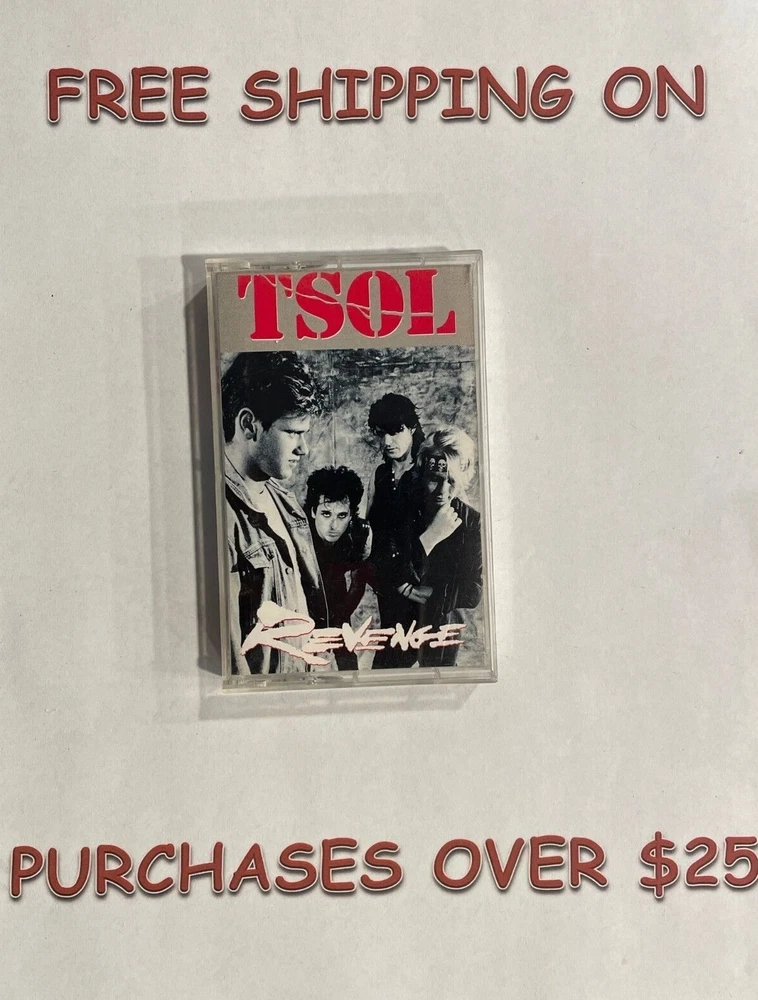 FREE SHIPPING ON
TSOL
REVENGE
PURCHASES OVER $25